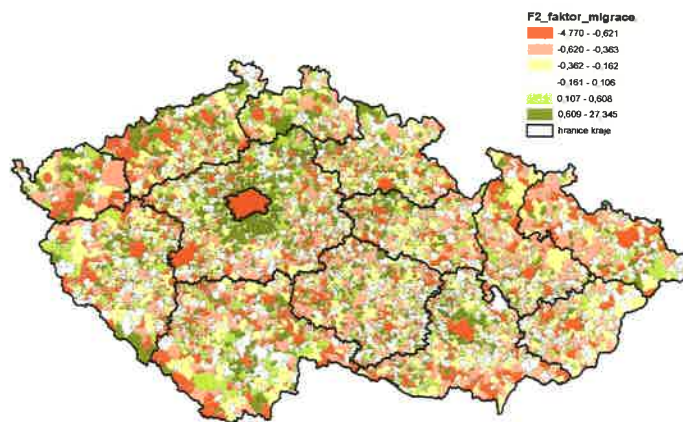 F2_faktor_migrace
-4.770 - -0,621
-0,620 - -0,363
-0,362 - -0.162
-0.161 - 0.106
0,107 - 0,608
0,609 - 27.345
hranice kraje